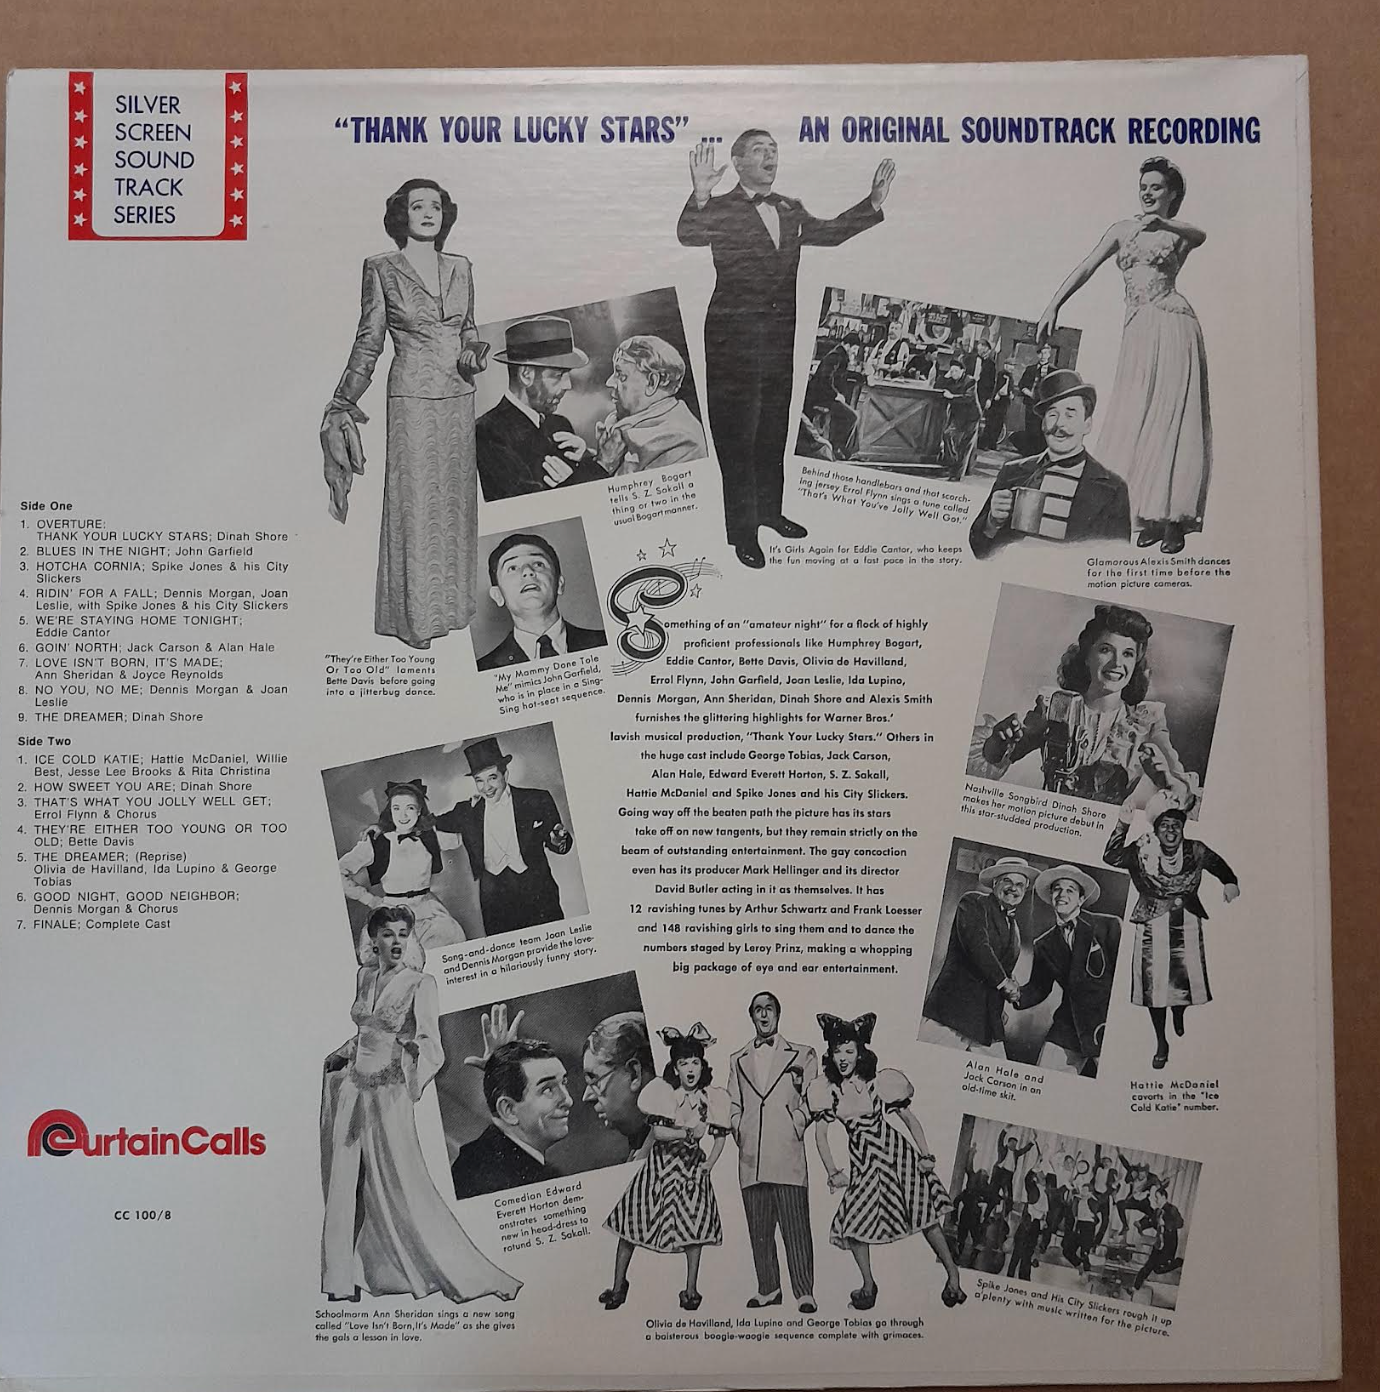 SILVER
SCREEN
SOUND
TRACK
SERIES
"THANK YOUR LUCKY STARS" ... AN ORIGINAL SOUNDTRACK RECORDING
Side One
1. OVERTURE:
THANK YOUR LUCKY STARS; Dinah Shore
2. BLUES IN THE NIGHT; John Garfield
3. HOTCHA CORNIA; Spike Jones & his City
Slickers
4. RIDIN' FOR A FALL; Dennis Morgan, Joan
Leslie, with Spike Jones & his City Slickers
5. WE'RE STAYING HOME TONIGHT;
Eddie Cantor
6. GOIN' NORTH; Jack Carson & Alan Hale
7. LOVE ISN'T BORN, IT'S MADE;
Ann Sheridan & Joyce Reynolds
8. NO YOU, NO ME; Dennis Morgan & Joan
Leslie
9. THE DREAMER; Dinah Shore
Side Two
1. ICE COLD KATIE; Hattie McDaniel, Willie
Best, Jesse Lee Brooks & Rita Christina
2. HOW SWEET YOU ARE; Dinah Shore
3. THAT'S WHAT YOU JOLLY WELL GET;
Errol Flynn & Chorus
4. THEY'RE EITHER TOO YOUNG OR TOO
OLD; Bette Davis
5. THE DREAMER; (Reprise)
Olivia de Havilland, Ida Lupino & George
Tobias
6. GOOD NIGHT, GOOD NEIGHBOR;
Dennis Morgan & Chorus
7. FINALE; Complete Cast
CurtainCalls
CC 100/8
Humphrey Bogart
tells S. Z. Sakall a
thing or two in the
usual Bogart manner.
Behind those handlebars and that scorch-
ing jersey Errol Flynn sings a tune called
"That's What You've Jolly Well Got."
It's Girls Again for Eddie Cantor, who keeps
the fun moving at a fast pace in the story.
Glamorous Alexis Smith dances
for the first time before the
motion picture cameras.
"They're Either Too Young
Or Too Old" laments
Bette Davis before going
into a jitterbug dance.
"My Mammy Done Tole
Me" mimics John Garfield,
who is in place in a Sing-
Sing hot-seat sequence.
Something of an "amateur night" for a flock of highly
proficient professionals like Humphrey Bogart,
Eddie Cantor, Bette Davis, Olivia de Havilland,
Errol Flynn, John Garfield, Joan Leslie, Ida Lupino,
Dennis Morgan, Ann Sheridan, Dinah Shore and Alexis Smith
furnishes the glittering highlights for Warner Bros.'
lavish musical production, "Thank Your Lucky Stars." Others in
the huge cast include George Tobias, Jack Carson,
Alan Hale, Edward Everett Horton, S. Z. Sakall,
Hattie McDaniel and Spike Jones and his City Slickers.
Going way off the beaten path the picture has its stars
take off on new tangents, but they remain strictly on the
beam of outstanding entertainment. The gay concoction
even has its producer Mark Hellinger and its director
David Butler acting in it as themselves. It has
12 ravishing tunes by Arthur Schwartz and Frank Loesser
and 148 ravishing girls to sing them and to dance the
numbers staged by Leroy Prinz, making a whopping
big package of eye and ear entertainment.
Nashville Songbird Dinah Shore
makes her motion picture debut in
this star-studded production.
Song-and-dance team Joan Leslie
and Dennis Morgan provide the love-
interest in a hilariously funny story.
Alan Hale and
Jack Carson in an
old-time skit.
Hattie McDaniel
cavorts in the "Ice
Cold Katie" number.
Comedian Edward
Everett Horton dem-
onstrates something
new in head-dress to
rotund S. Z. Sakall.
Spike Jones and His City Slickers rough it up
a'plenty with music written for the picture.
Schoolmarm Ann Sheridan sings a new song
called "Love Isn't Born,It's Made" as she gives
the gals a lesson in love.
Olivia de Havilland, Ida Lupino and George Tobias go through
a boisterous boogie-woogie sequence complete with grimaces.